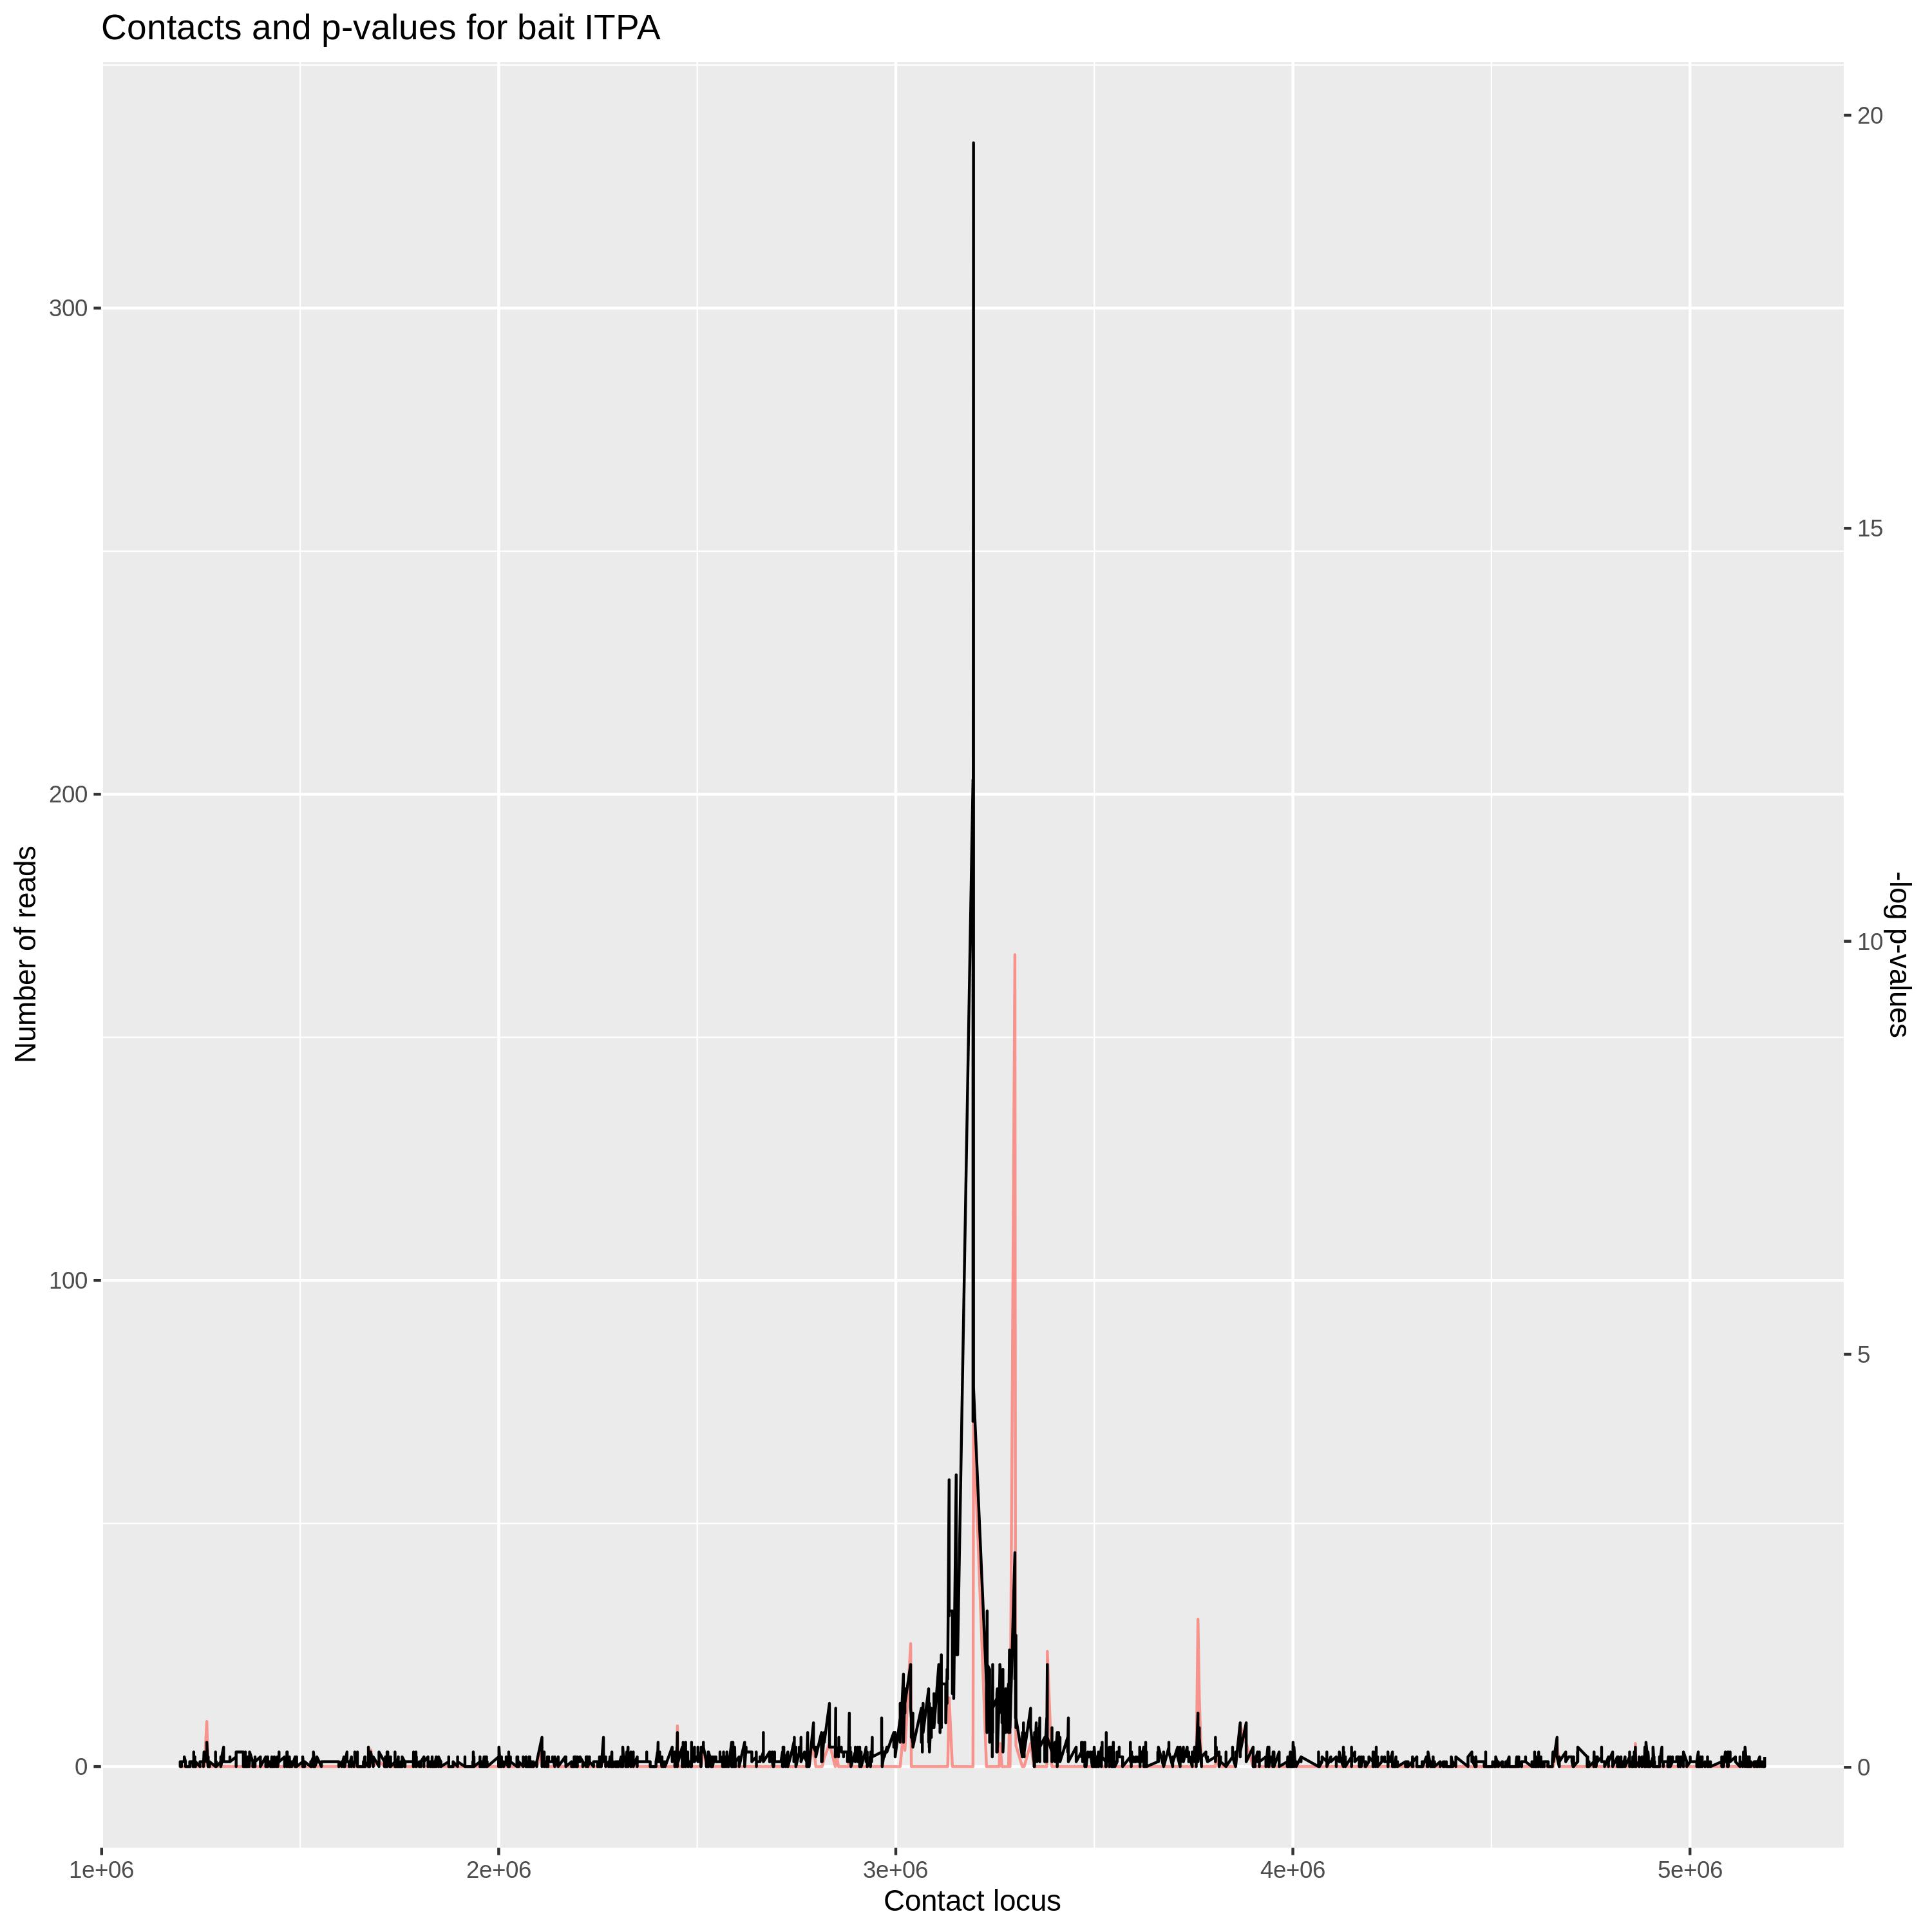 Contacts and p-values for bait ITPA
Number of reads
300
200
100
0
20
15
10
5
0
-log p-values
1e+06
2e+06
3e+06
4e+06
5e+06
Contact locus